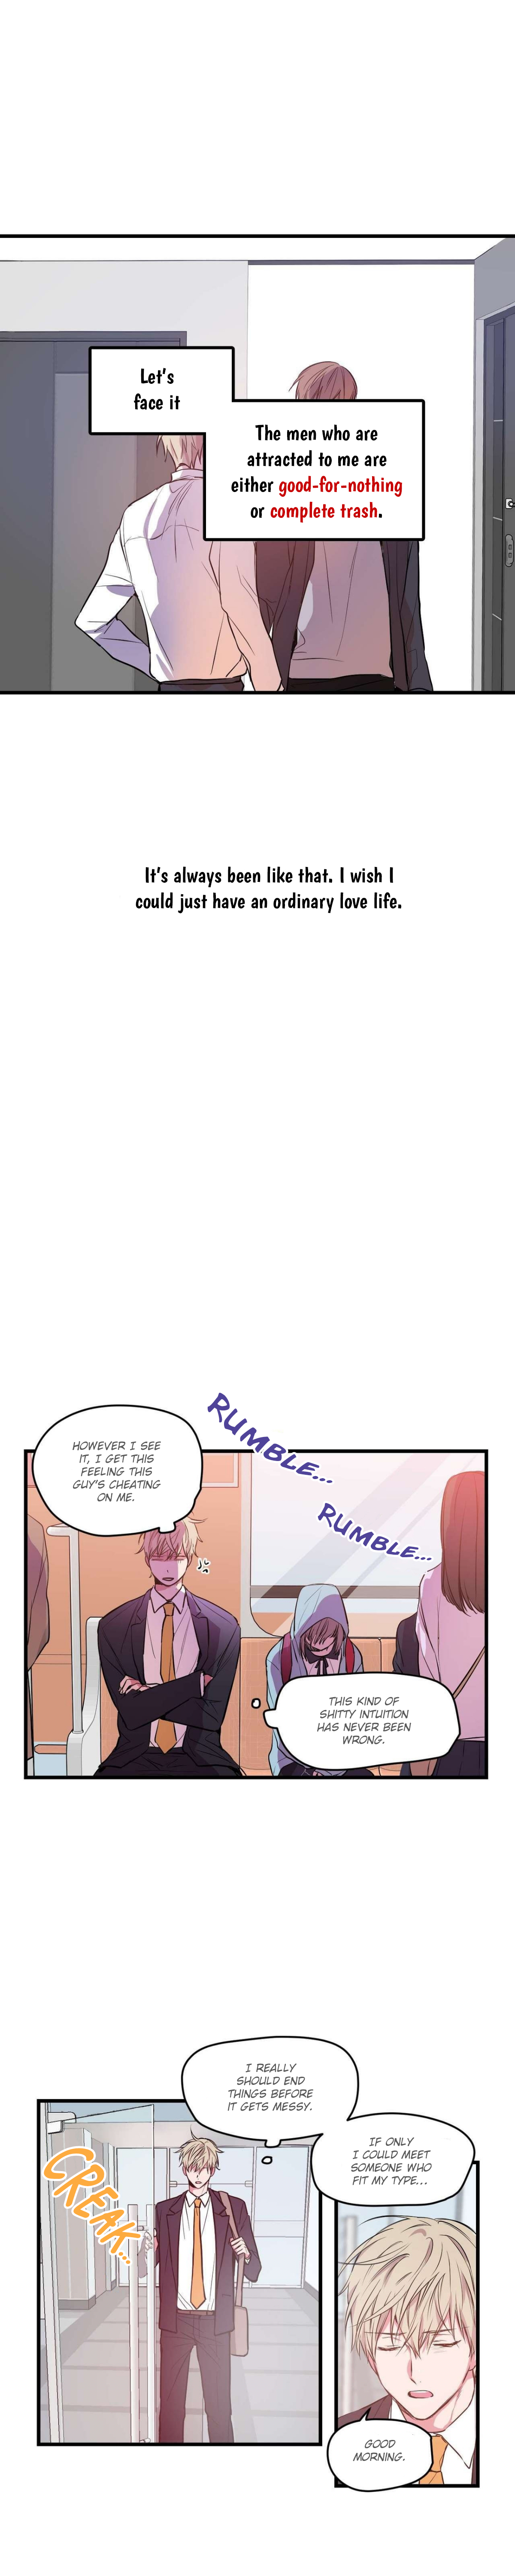 Let's
face it
The men who are
attracted to me are
either good-for-nothing
or complete trash.
It's always been like that. I wish I
could just have an ordinary love life.
RUMBLE...
HOWEVER I SEE
IT, I GET THIS
FEELING THIS
GUY'S CHEATING
ON ME.
RUMBLE...
THIS KIND OF
SHITTY INTUITION
HAS NEVER BEEN
WRONG.
I REALLY
SHOULD END
THINGS BEFORE
IT GETS MESSY.
IF ONLY
I COULD MEET
SOMEONE WHO
FIT MY TYPE...
CREAK...
GOOD
MORNING.